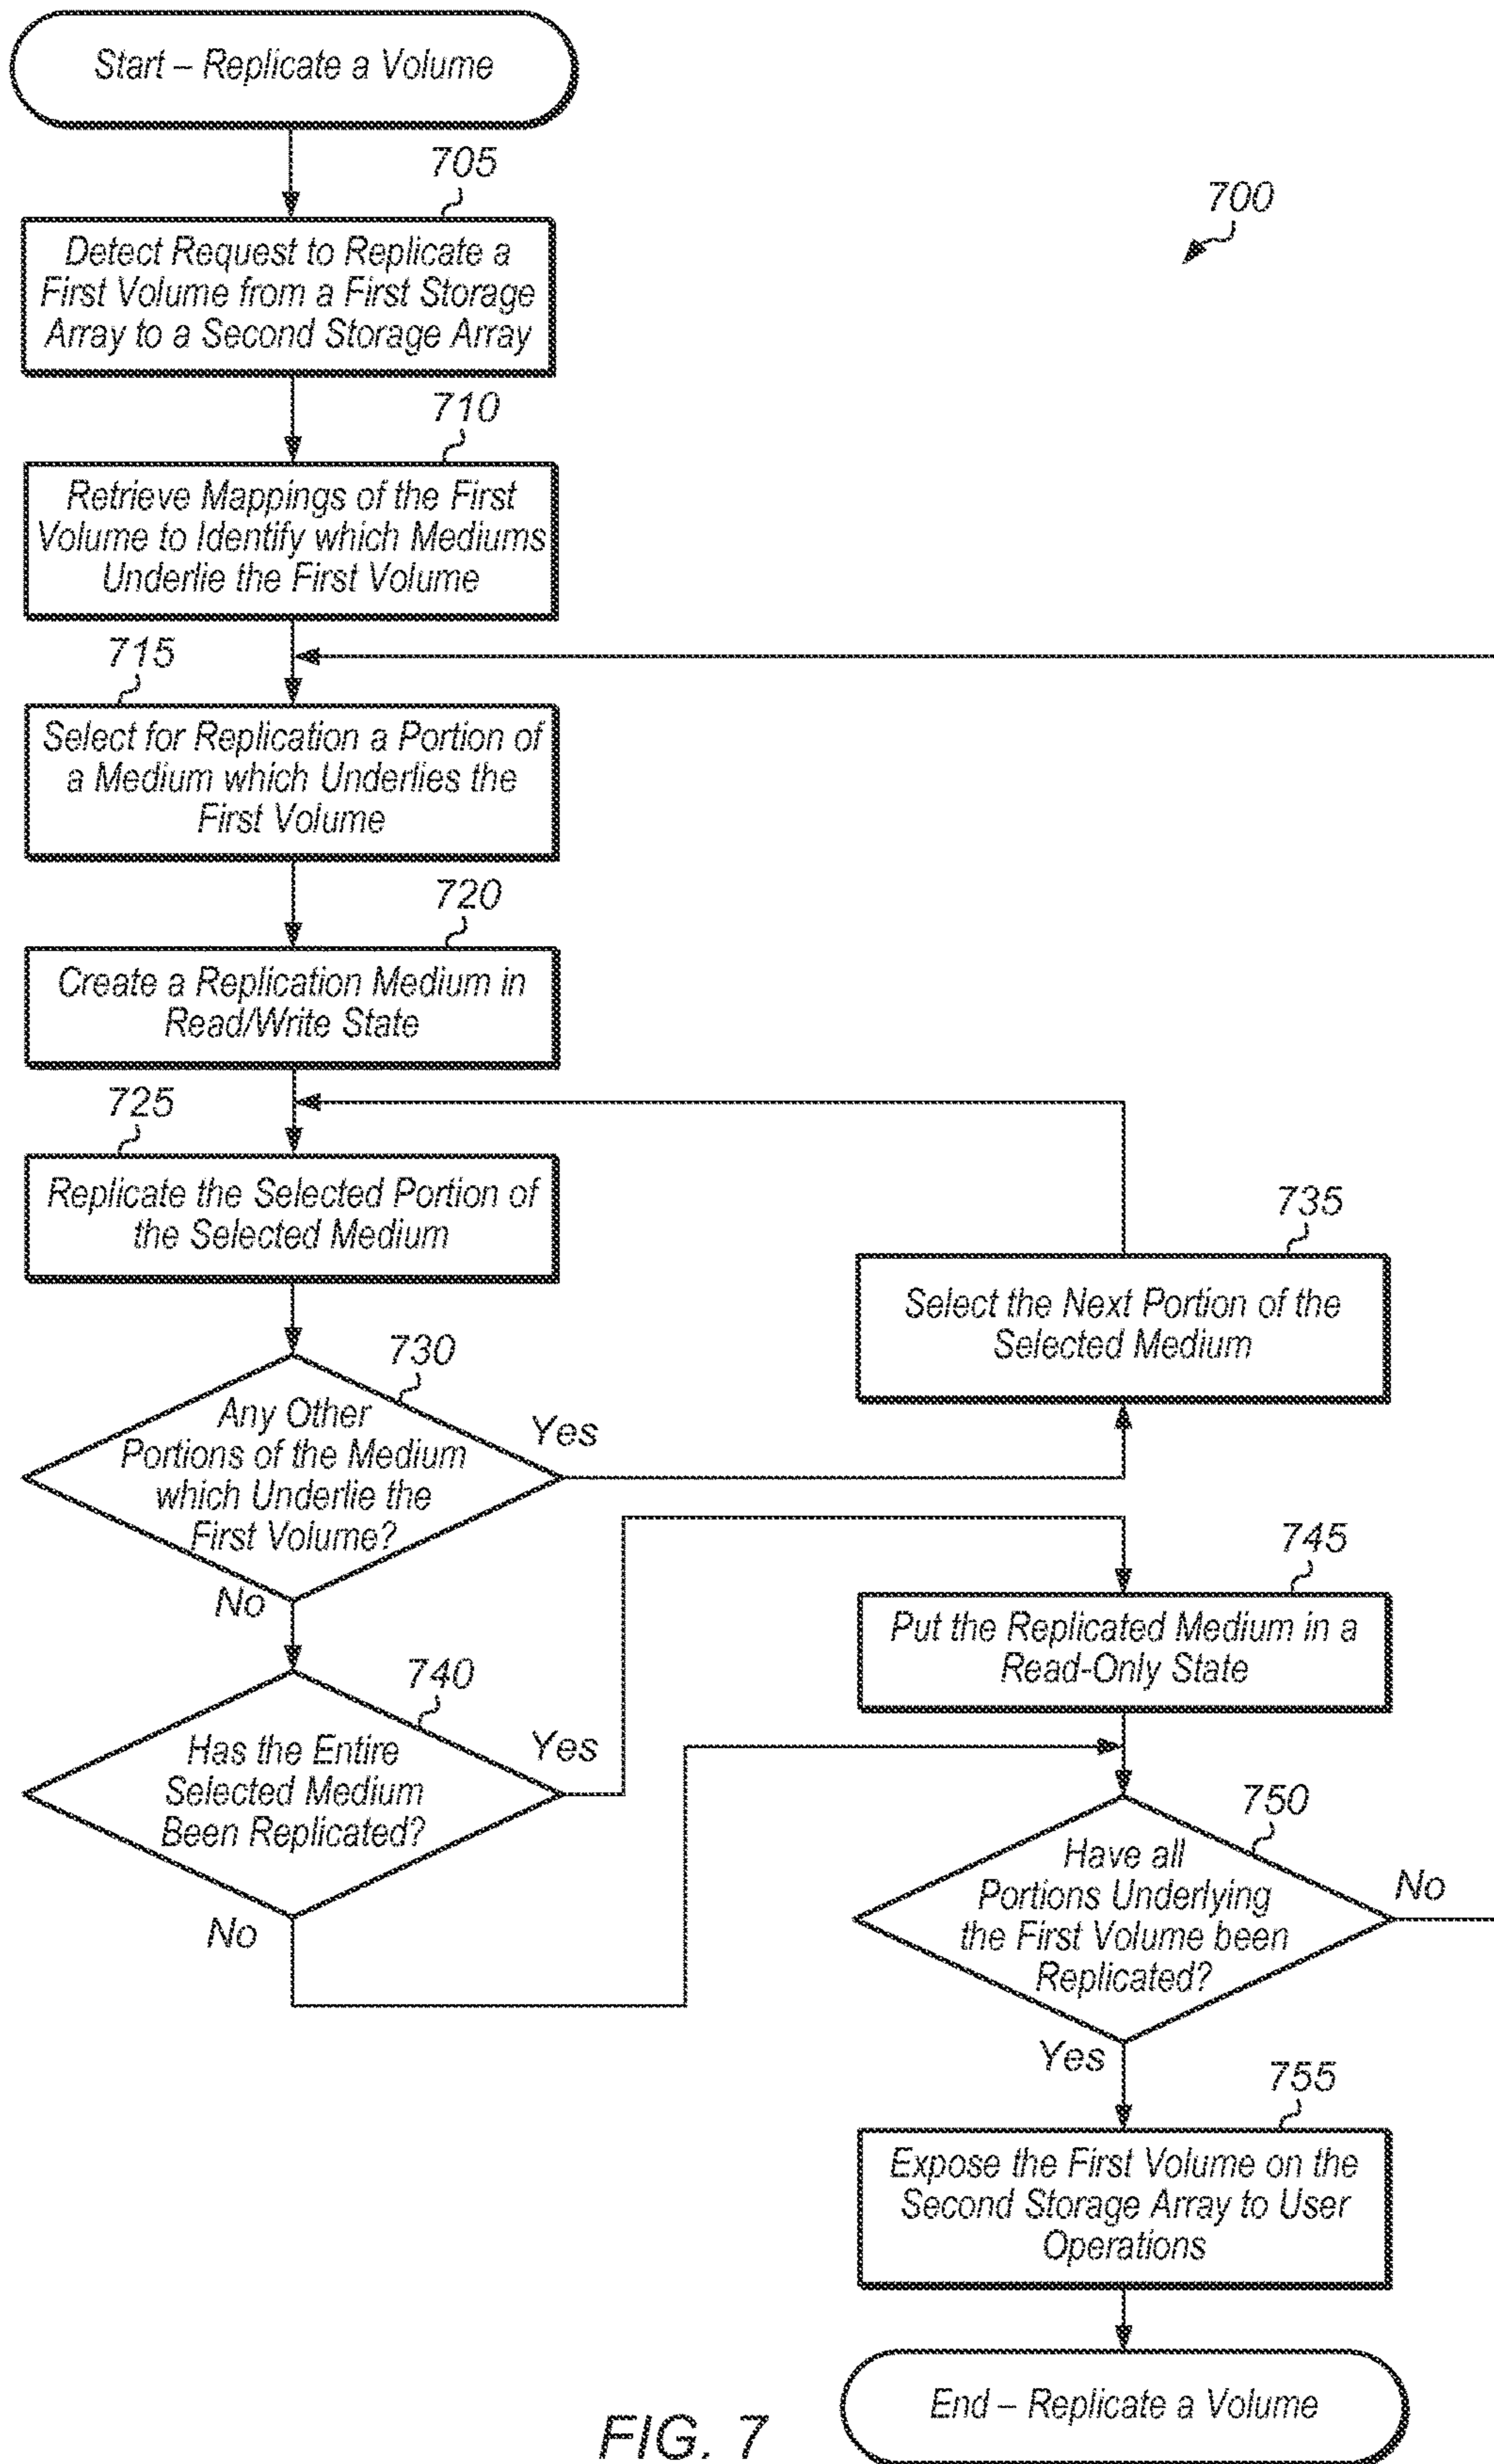 Start – Replicate a Volume
705
700
Detect Request to Replicate a
First Volume from a First Storage
Array to a Second Storage Array
710
Retrieve Mappings of the First
Volume to Identify which Mediums
Underlie the First Volume
715
Select for Replication a Portion of
a Medium which Underlies the
First Volume
720
Create a Replication Medium in
Read/Write State
725
Replicate the Selected Portion of
the Selected Medium
735
Select the Next Portion of the
Selected Medium
730
Any Other
Portions of the Medium
which Underlie the
First Volume?
Yes
No
740
Has the Entire
Selected Medium
Been Replicated?
Yes
No
745
Put the Replicated Medium in a
Read-Only State
750
Have all
Portions Underlying
the First Volume been
Replicated?
No
Yes
755
Expose the First Volume on the
Second Storage Array to User
Operations
End – Replicate a Volume
FIG. 7